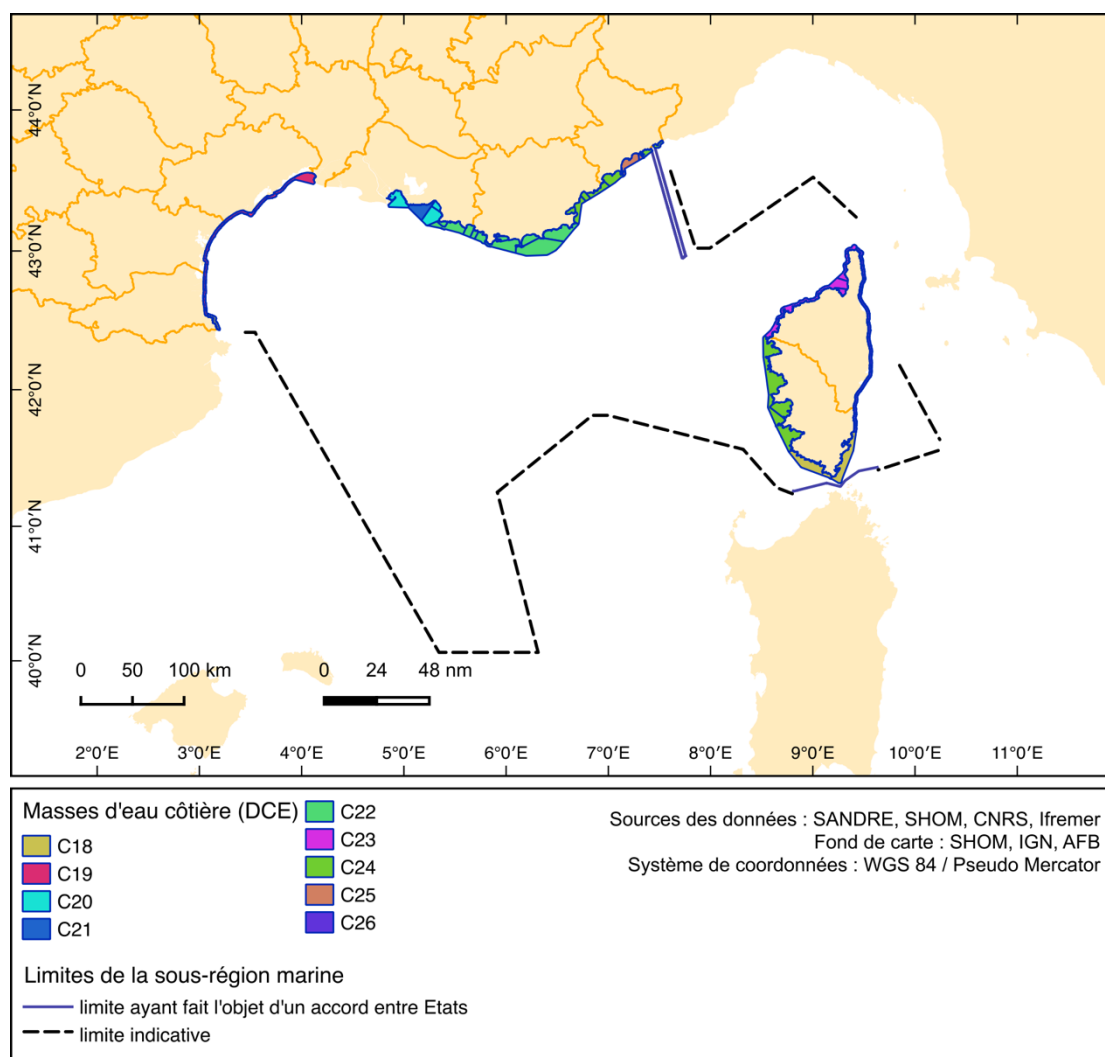 44°0′N
43°0′N
42°0′N
41°0′N
40°0′N
0 50 100 km
0 24 48 nm
2°0′E 3°0′E 4°0′E 5°0′E 6°0′E 7°0′E 8°0′E 9°0′E 10°0′E 11°0′E
Masses d'eau côtière (DCE)
C18
C19
C20
C21
C22
C23
C24
C25
C26
Sources des données : SANDRE, SHOM, CNRS, Ifremer
Fond de carte : SHOM, IGN, AFB
Système de coordonnées : WGS 84 / Pseudo Mercator
Limites de la sous-région marine
limite ayant fait l'objet d'un accord entre Etats
limite indicative